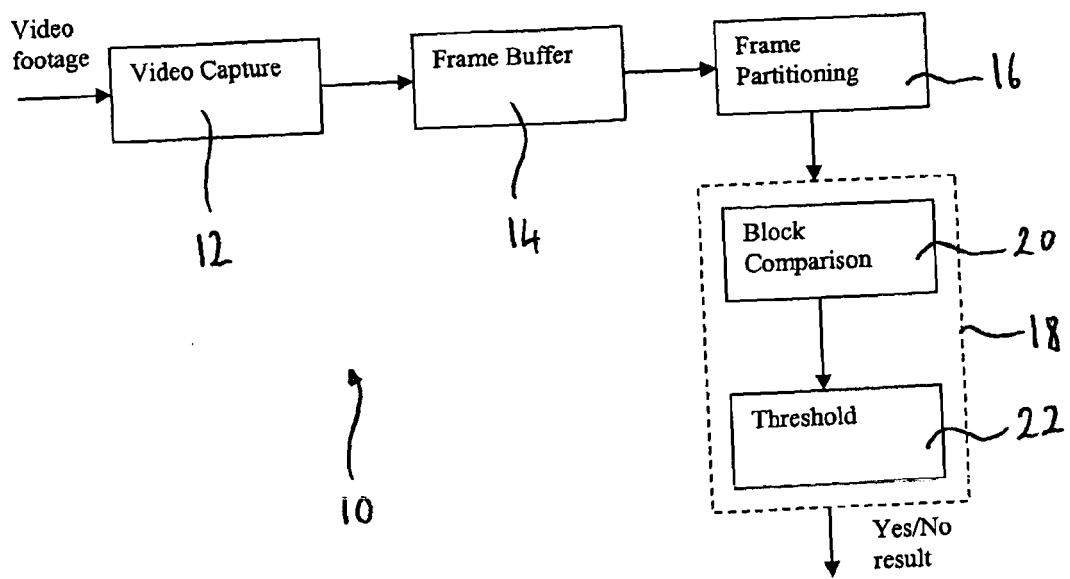 Video
footage
Video Capture
Frame Buffer
Frame
Partitioning
16
12
14
Block
Comparison
20
18
Threshold
22
10
Yes/No
result